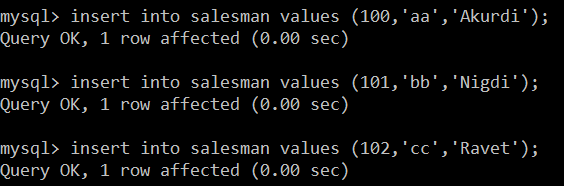 mysql> insert into salesman values (100,'aa','Akurdi');
Query OK, 1 row affected (0.00 sec)
mysql> insert into salesman values (101,'bb','Nigdi');
Query OK, 1 row affected (0.00 sec)
mysql> insert into salesman values (102,'cc','Ravet');
Query OK, 1 row affected (0.00 sec)